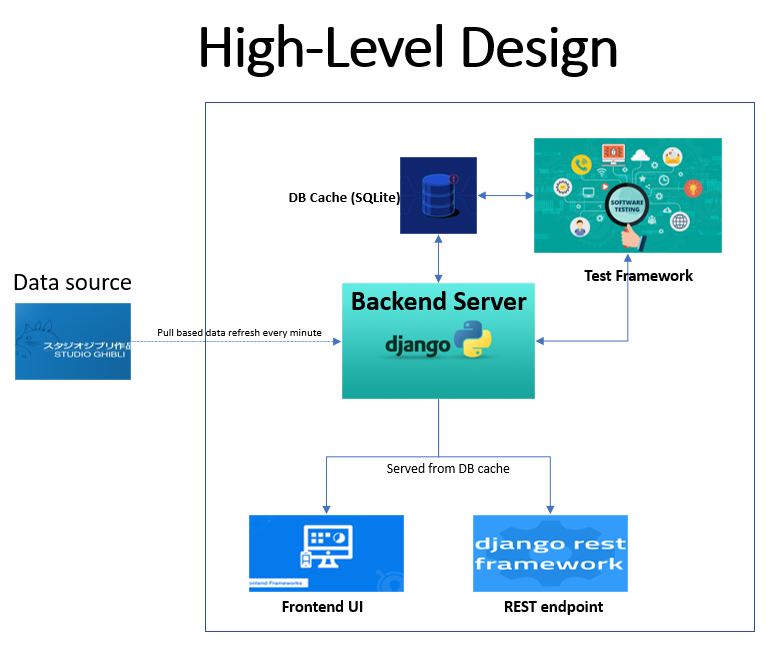 High-Level Design
DB Cache (SQLite)
SOFTWARE
TESTING
Test Framework
Data source
スタジオジブリ作品
STUDIO GHIBLI
Pull based data refresh every minute
Backend Server
django
Served from DB cache
ontend Frameworks
Frontend UI
django rest
framework
REST endpoint